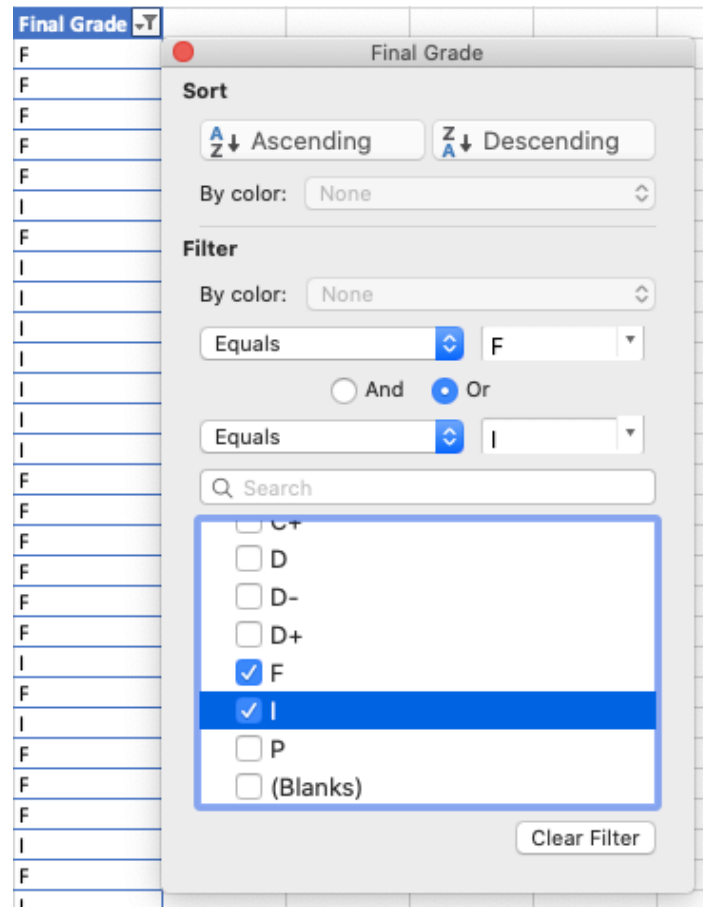 Final Grade
F
F
F
F
F
I
F
I
I
I
I
I
I
I
F
F
F
F
F
F
I
F
I
F
F
F
I
F
I
Final Grade
Sort
A Z Ascending
Z A Descending
By color: None
Filter
By color: None
Equals F
And Or
Equals I
Search
C+
D
D-
D+
F
I
P
(Blanks)
Clear Filter